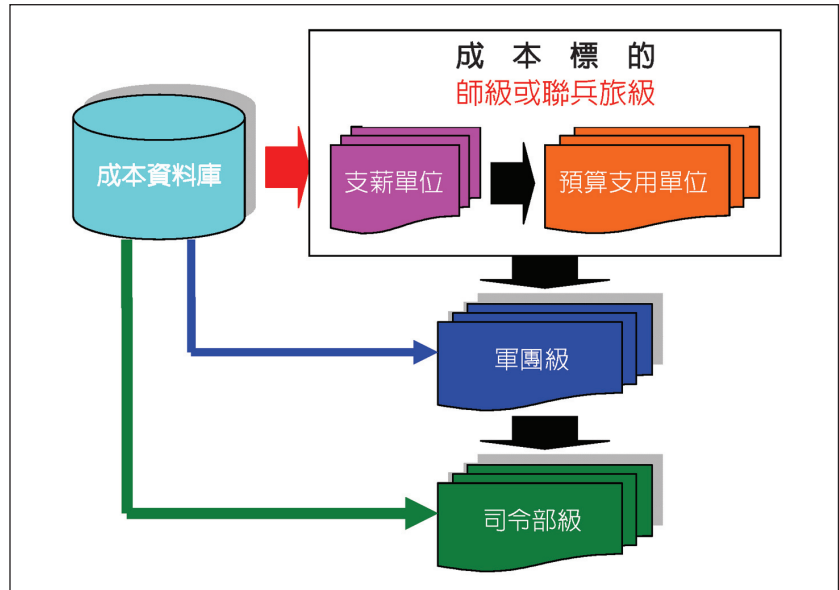 成本標的
師級或聯兵旅級
成本資料庫
支薪單位
預算支用單位
軍團級
司令部級